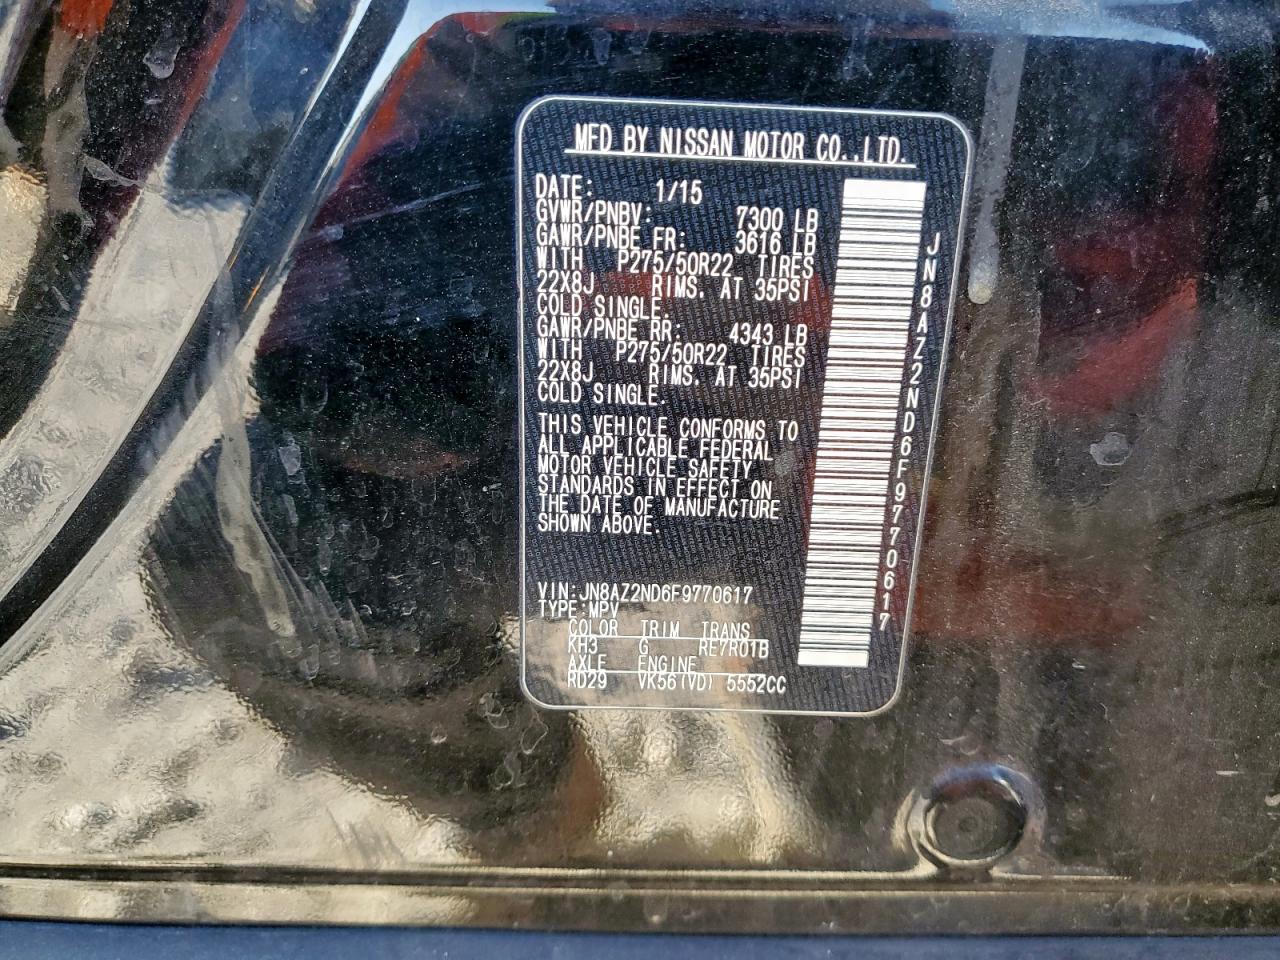 MFD BY NISSAN MOTOR CO.,LTD.
DATE: 1/15
GVWR/PNBV: 7300 LB
GAWR/PNBE FR: 3616 LB
WITH P275/50R22 TIRES
22X8J RIMS. AT 35PSI
COLD SINGLE.
GAWR/PNBE RR: 4343 LB
WITH P275/50R22 TIRES
22X8J RIMS. AT 35PSI
COLD SINGLE.
THIS VEHICLE CONFORMS TO
ALL APPLICABLE FEDERAL
MOTOR VEHICLE SAFETY
STANDARDS IN EFFECT ON
THE DATE OF MANUFACTURE
SHOWN ABOVE.
VIN:JN8AZ2ND6F9770617
TYPE:MPV
COLOR TRIM TRANS
KH3 G RE7R01B
AXLE ENGINE
RD29 VK56(VD) 5552CC
JN8AZ2ND6F9770617